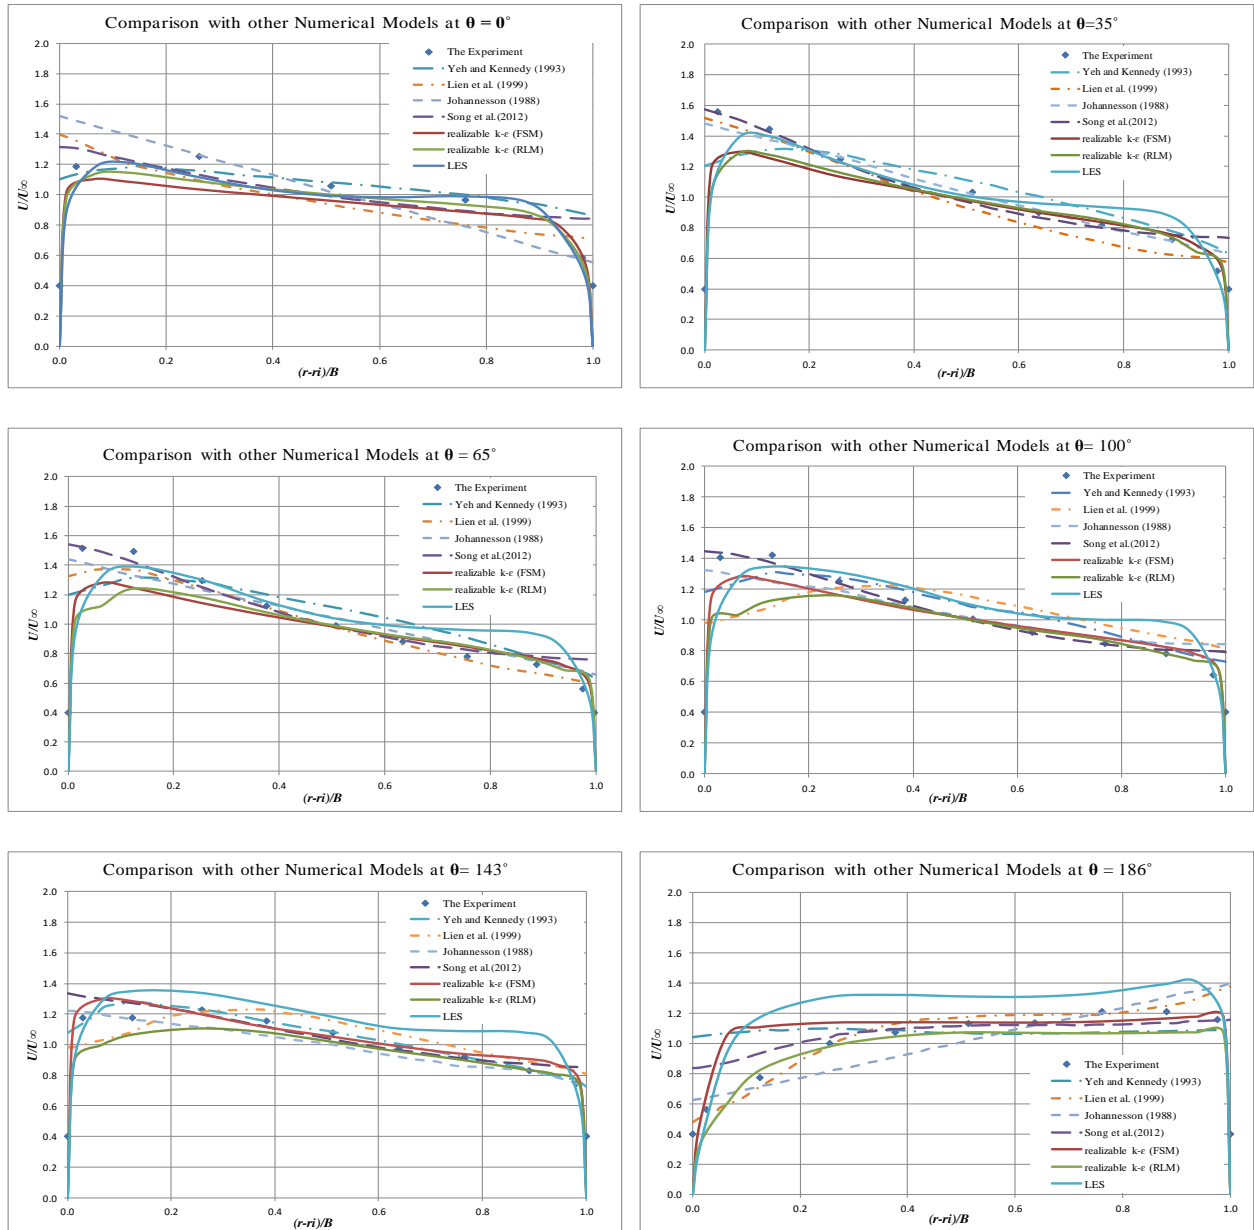 Comparison with other Numerical Models at θ = 0˚
2.0
1.8
1.6
1.4
1.2
1.0
0.8
0.6
0.4
0.2
0.0
U/U∞
The Experiment
Yeh and Kennedy (1993)
Lien et al. (1999)
Johannesson (1988)
Song et al.(2012)
realizable k-ε (FSM)
realizable k-ε (RLM)
LES
0.0 0.2 0.4 0.6 0.8 1.0
(r-ri)/B
Comparison with other Numerical Models at θ=35˚
2.0
1.8
1.6
1.4
1.2
1.0
0.8
0.6
0.4
0.2
0.0
U/U∞
The Experiment
Yeh and Kennedy (1993)
Lien et al. (1999)
Johannesson (1988)
Song et al.(2012)
realizable k-ε (FSM)
realizable k-ε (RLM)
LES
0.0 0.2 0.4 0.6 0.8 1.0
(r-ri)/B
Comparison with other Numerical Models at θ = 65˚
2.0
1.8
1.6
1.4
1.2
1.0
0.8
0.6
0.4
0.2
0.0
U/U∞
The Experiment
Yeh and Kennedy (1993)
Lien et al. (1999)
Johannesson (1988)
Song et al.(2012)
realizable k-ε (FSM)
realizable k-ε (RLM)
LES
0.0 0.2 0.4 0.6 0.8 1.0
(r-ri)/B
Comparison with other Numerical Models at θ= 100˚
2.0
1.8
1.6
1.4
1.2
1.0
0.8
0.6
0.4
0.2
0.0
U/U∞
The Experiment
Yeh and Kennedy (1993)
Lien et al. (1999)
Johannesson (1988)
Song et al.(2012)
realizable k-ε (FSM)
realizable k-ε (RLM)
LES
0.0 0.2 0.4 0.6 0.8 1.0
(r-ri)/B
Comparison with other Numerical Models at θ= 143˚
2.0
1.8
1.6
1.4
1.2
1.0
0.8
0.6
0.4
0.2
0.0
U/U∞
The Experiment
Yeh and Kennedy (1993)
Lien et al. (1999)
Johannesson (1988)
Song et al.(2012)
realizable k-ε (FSM)
realizable k-ε (RLM)
LES
0.0 0.2 0.4 0.6 0.8 1.0
(r-ri)/B
Comparison with other Numerical Models at θ = 186˚
2.0
1.8
1.6
1.4
1.2
1.0
0.8
0.6
0.4
0.2
0.0
U/U∞
The Experiment
Yeh and Kennedy (1993)
Lien et al. (1999)
Johannesson (1988)
Song et al.(2012)
realizable k-ε (FSM)
realizable k-ε (RLM)
LES
0.0 0.2 0.4 0.6 0.8 1.0
(r-ri)/B